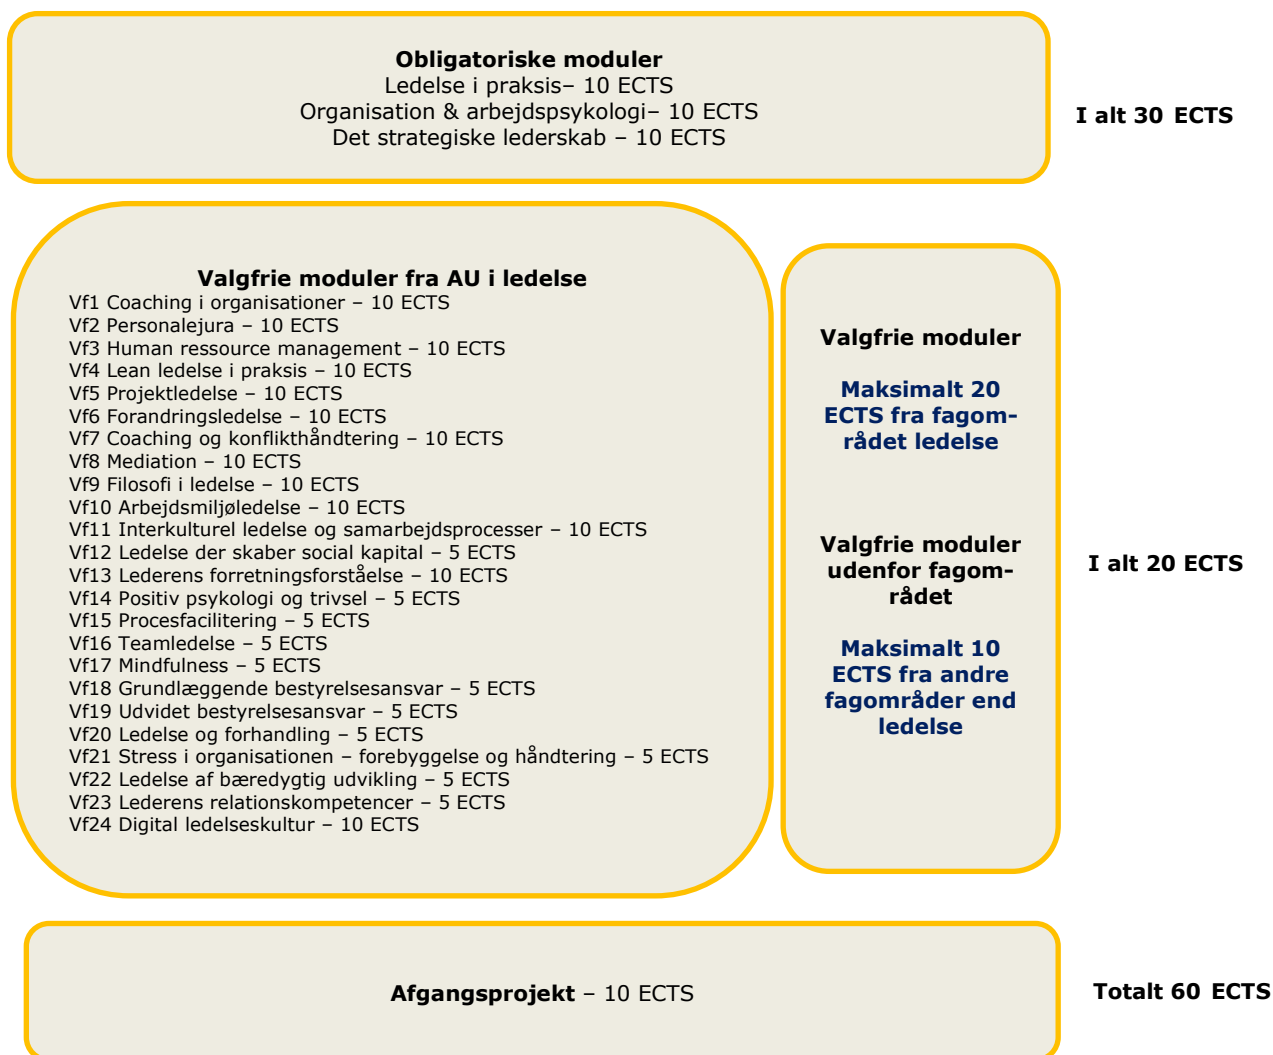 Obligatoriske moduler
Ledelse i praksis– 10 ECTS
Organisation & arbejdspsykologi– 10 ECTS
Det strategiske lederskab – 10 ECTS
I alt 30 ECTS
Valgfrie moduler fra AU i ledelse
Vf1 Coaching i organisationer – 10 ECTS
Vf2 Personalejura – 10 ECTS
Vf3 Human ressource management – 10 ECTS
Vf4 Lean ledelse i praksis – 10 ECTS
Vf5 Projektledelse – 10 ECTS
Vf6 Forandringsledelse – 10 ECTS
Vf7 Coaching og konflikthåndtering – 10 ECTS
Vf8 Mediation – 10 ECTS
Vf9 Filosofi i ledelse – 10 ECTS
Vf10 Arbejdsmiljøledelse – 10 ECTS
Vf11 Interkulturel ledelse og samarbejdsprocesser – 10 ECTS
Vf12 Ledelse der skaber social kapital – 5 ECTS
Vf13 Lederens forretningsforståelse – 10 ECTS
Vf14 Positiv psykologi og trivsel – 5 ECTS
Vf15 Procesfacilitering – 5 ECTS
Vf16 Teamledelse – 5 ECTS
Vf17 Mindfulness – 5 ECTS
Vf18 Grundlæggende bestyrelsesansvar – 5 ECTS
Vf19 Udvidet bestyrelsesansvar – 5 ECTS
Vf20 Ledelse og forhandling – 5 ECTS
Vf21 Stress i organisationen – forebyggelse og håndtering – 5 ECTS
Vf22 Ledelse af bæredygtig udvikling – 5 ECTS
Vf23 Lederens relationskompetencer – 5 ECTS
Vf24 Digital ledelseskultur – 10 ECTS
Valgfrie moduler
Maksimalt 20
ECTS fra fagom-
rådet ledelse
Valgfrie moduler
udenfor fagom-
rådet
Maksimalt 10
ECTS fra andre
fagområder end
ledelse
I alt 20 ECTS
Afgangsprojekt – 10 ECTS
Totalt 60 ECTS